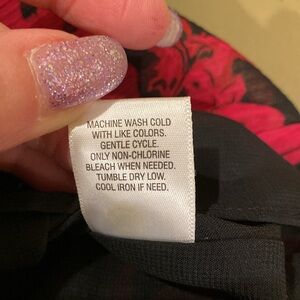 MACHINE WASH COLD
WITH LIKE COLORS.
GENTLE CYCLE.
ONLY NON-CHLORINE
BLEACH WHEN NEEDED.
TUMBLE DRY LOW.
COOL IRON IF NEED.